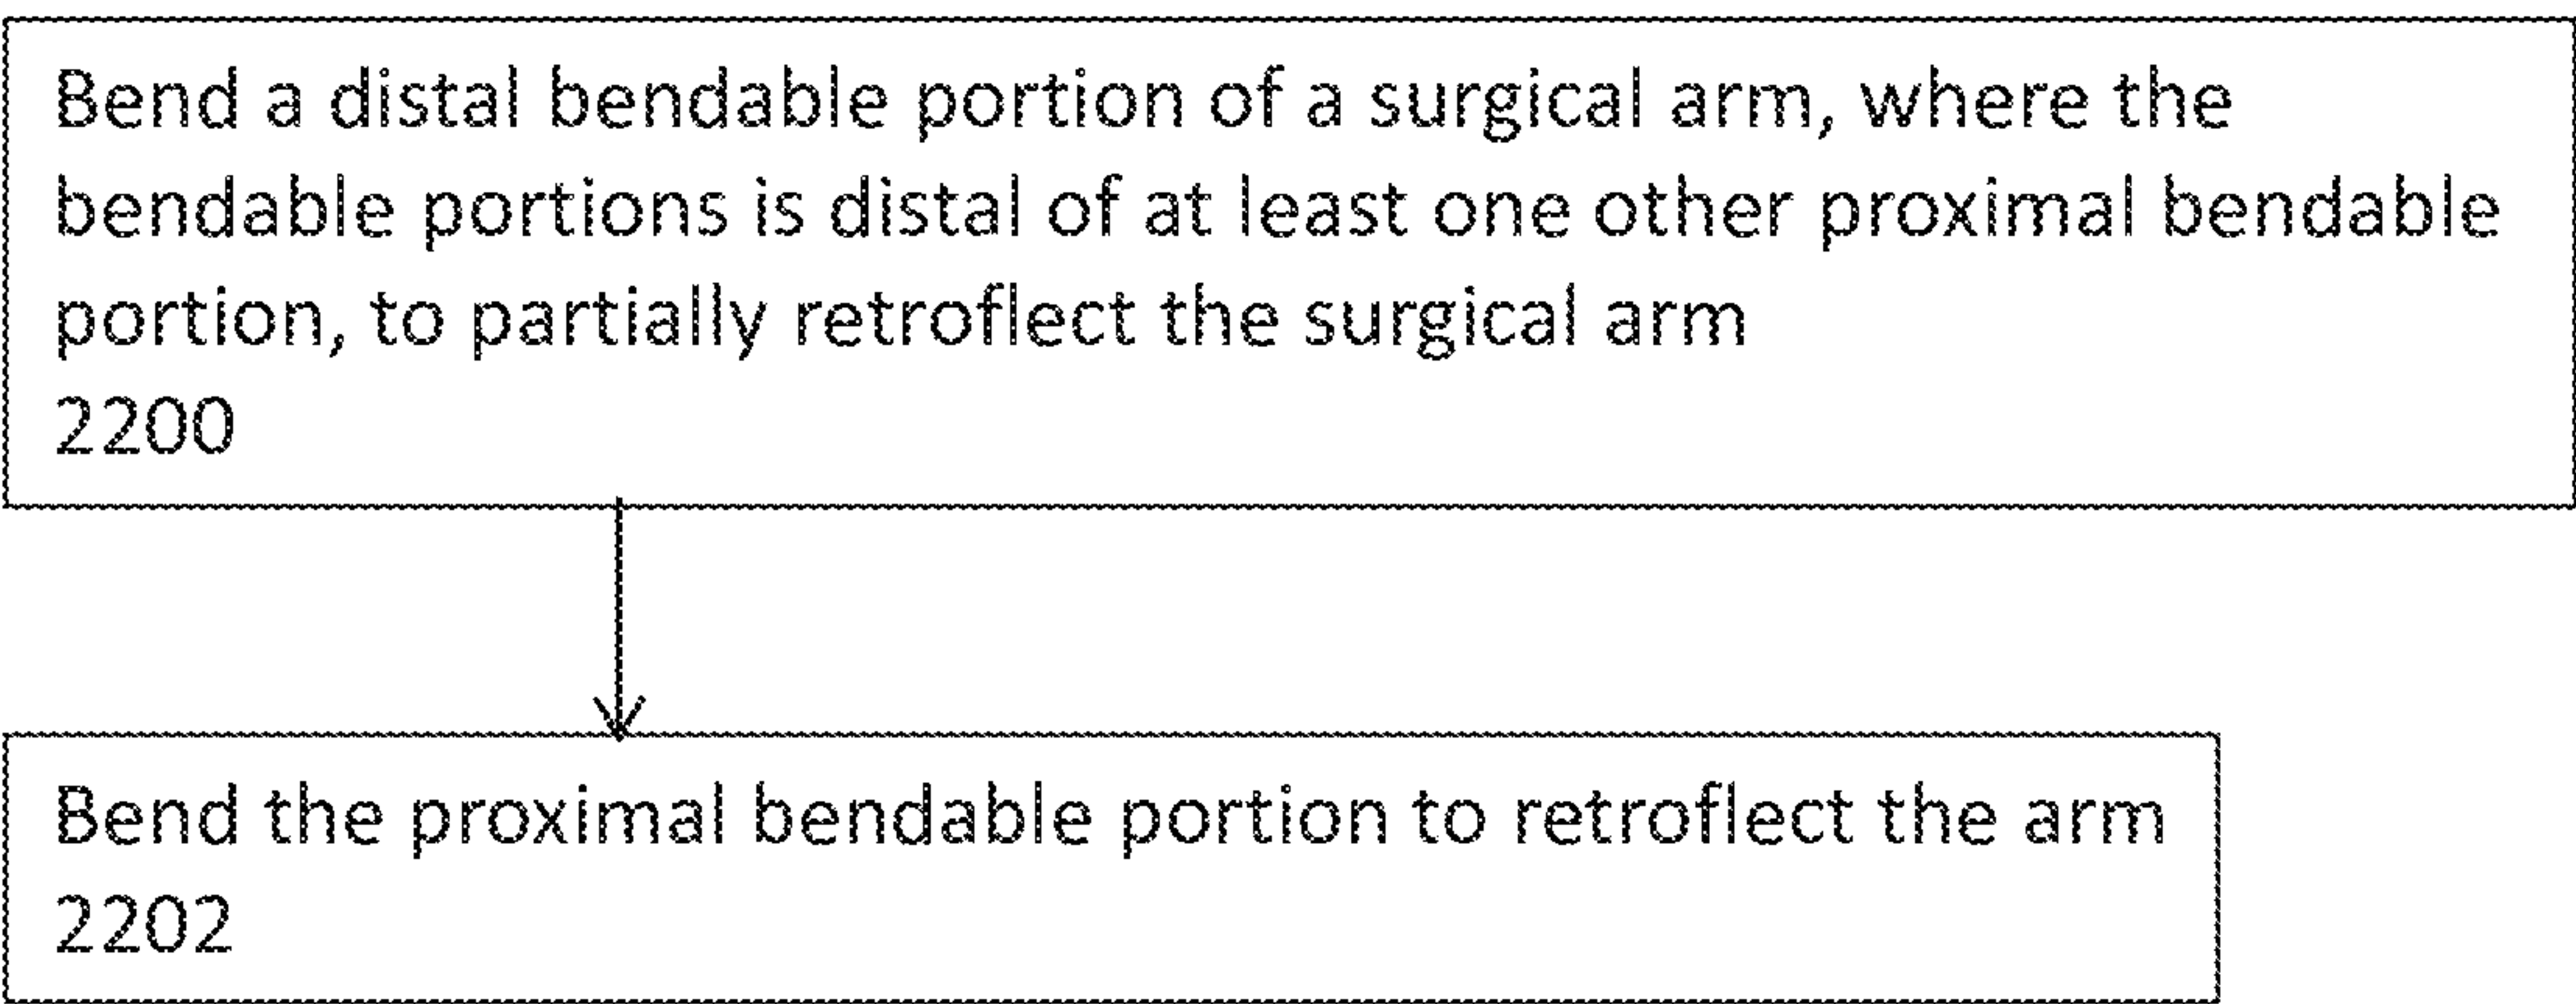 Bend a distal bendable portion of a surgical arm, where the
bendable portions is distal of at least one other proximal bendable
portion, to partially retroflect the surgical arm
2200
Bend the proximal bendable portion to retroflect the arm
2202